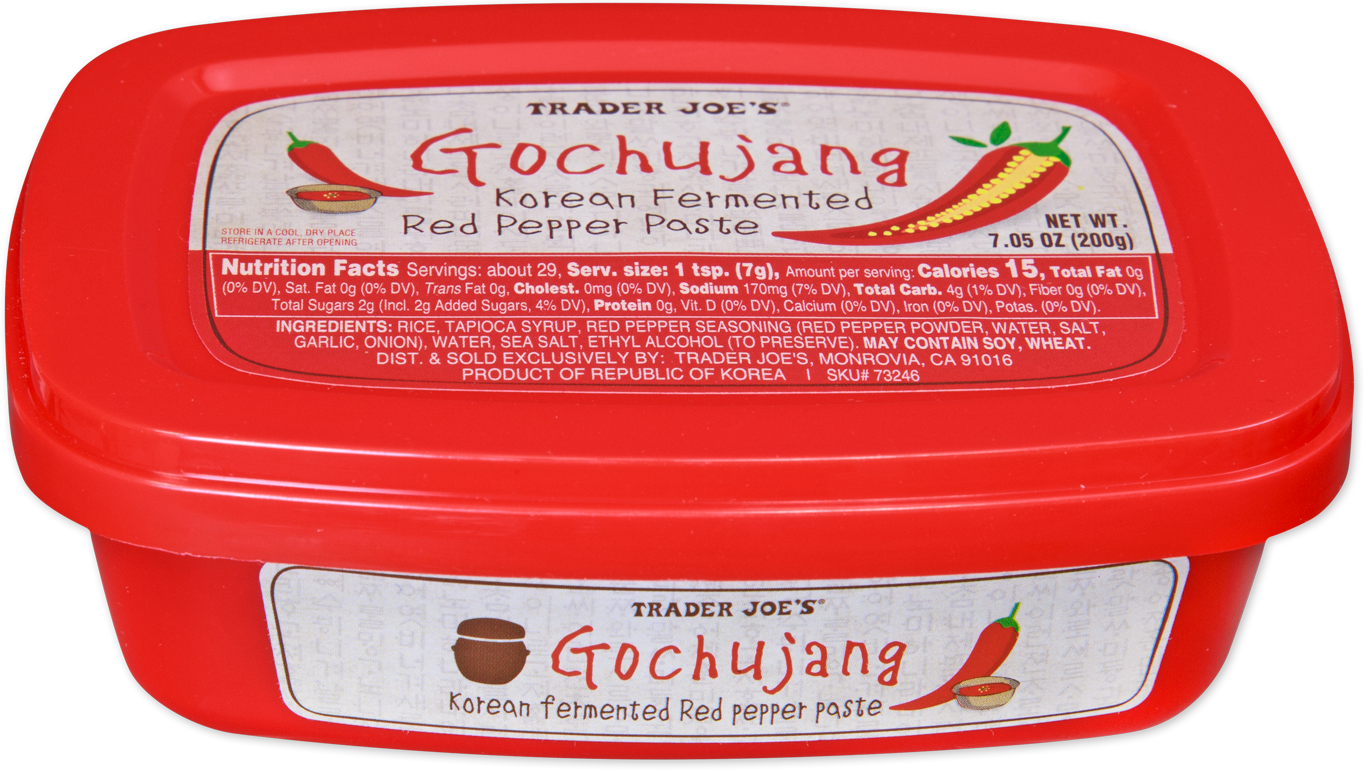 TRADER JOE'S®
Gochujang
Korean Fermented
Red Pepper Paste
STORE IN A COOL, DRY PLACE
REFRIGERATE AFTER OPENING
NET WT.
7.05 OZ (200g)
Nutrition Facts Servings: about 29, Serv. size: 1 tsp. (7g), Amount per serving: Calories 15, Total Fat 0g
(0% DV), Sat. Fat 0g (0% DV), Trans Fat 0g, Cholest. 0mg (0% DV), Sodium 170mg (7% DV), Total Carb. 4g (1% DV), Fiber 0g (0% DV),
Total Sugars 2g (Incl. 2g Added Sugars, 4% DV), Protein 0g, Vit. D (0% DV), Calcium (0% DV), Iron (0% DV), Potas. (0% DV).
INGREDIENTS: RICE, TAPIOCA SYRUP, RED PEPPER SEASONING (RED PEPPER POWDER, WATER, SALT,
GARLIC, ONION), WATER, SEA SALT, ETHYL ALCOHOL (TO PRESERVE). MAY CONTAIN SOY, WHEAT.
DIST. & SOLD EXCLUSIVELY BY: TRADER JOE'S, MONROVIA, CA 91016
PRODUCT OF REPUBLIC OF KOREA | SKU# 73246
TRADER JOE'S®
Gochujang
Korean fermented Red pepper paste